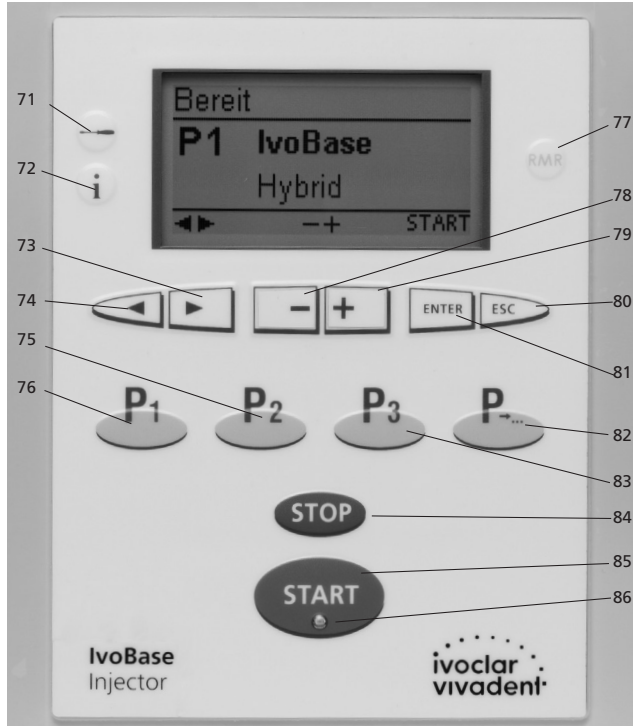 Bereit
P1 IvoBase
Hybrid
◄► −+ START
71
72
i
RMR
77
78
79
73
74
◄ ► − + ENTER ESC
80
81
75
76
P1 P2 P3 P→...
82
83
STOP
84
START
85
86
IvoBase
Injector
ivoclar
vivadent